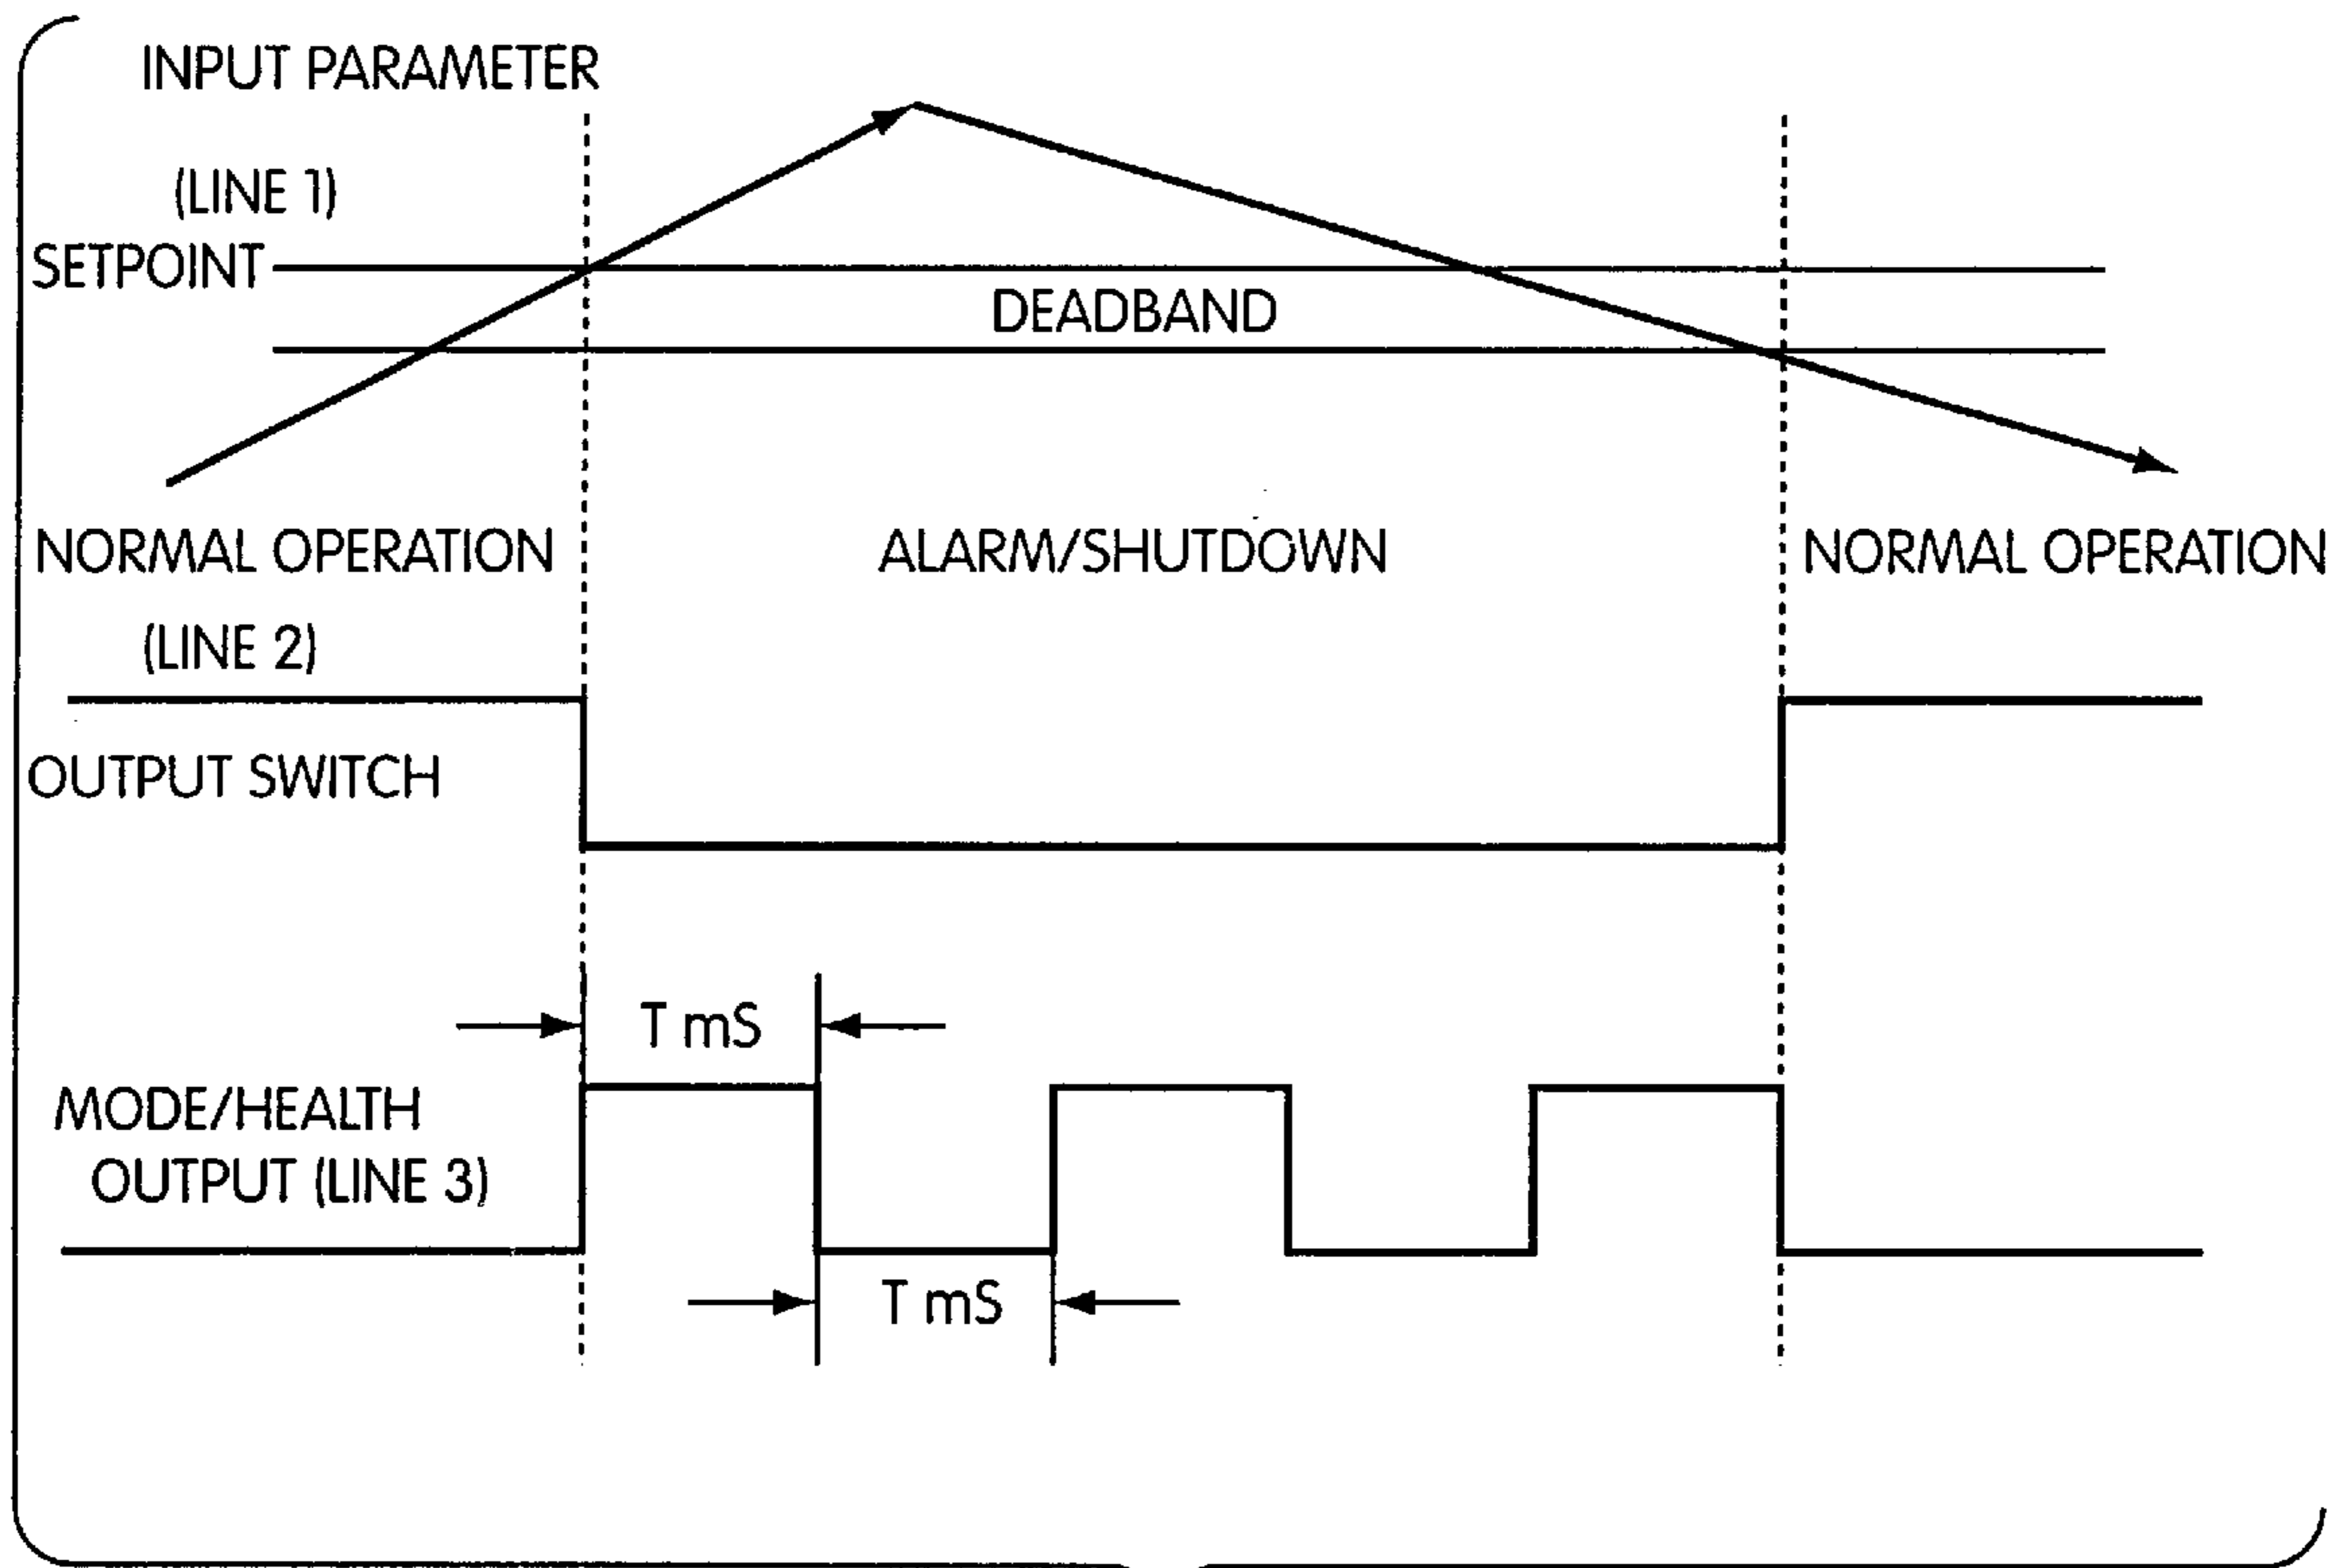 INPUT PARAMETER
(LINE 1)
SETPOINT
DEADBAND
NORMAL OPERATION
ALARM/SHUTDOWN
NORMAL OPERATION
(LINE 2)
OUTPUT SWITCH
T mS
MODE/HEALTH
OUTPUT (LINE 3)
T mS